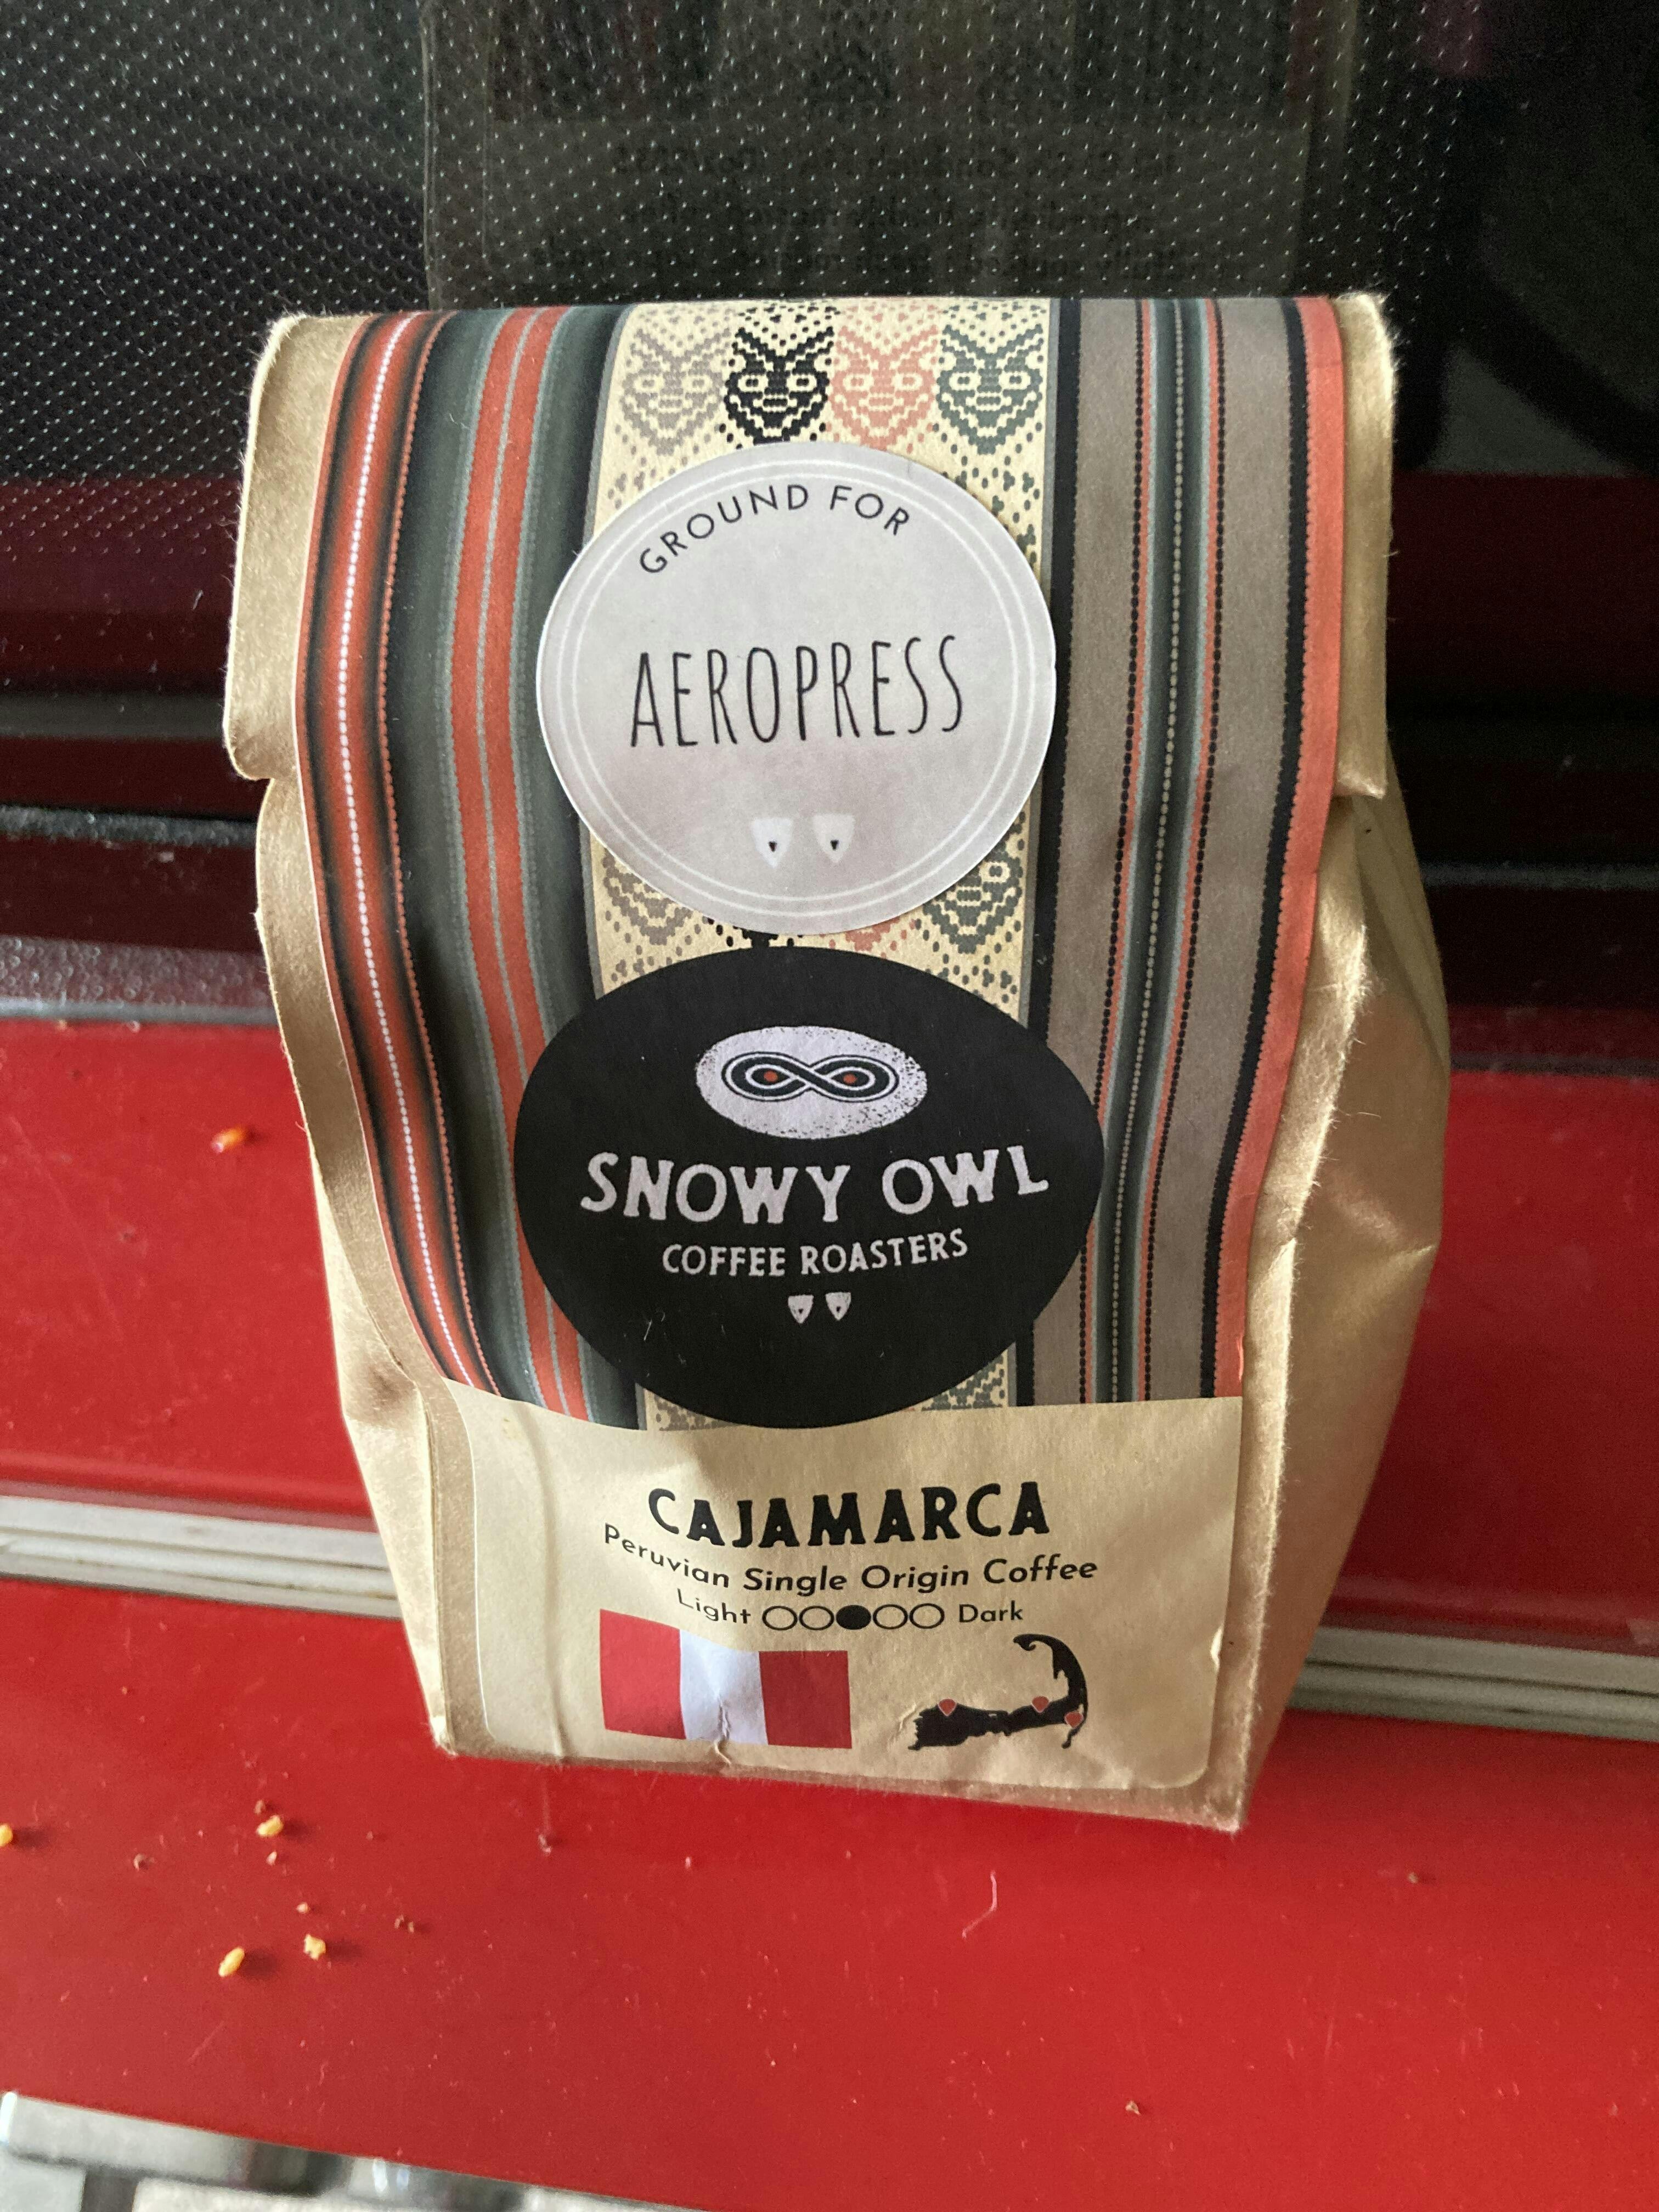 GROUND FOR
AEROPRESS
SNOWY OWL
COFFEE ROASTERS
CAJAMARCA
Peruvian Single Origin Coffee
Light Dark